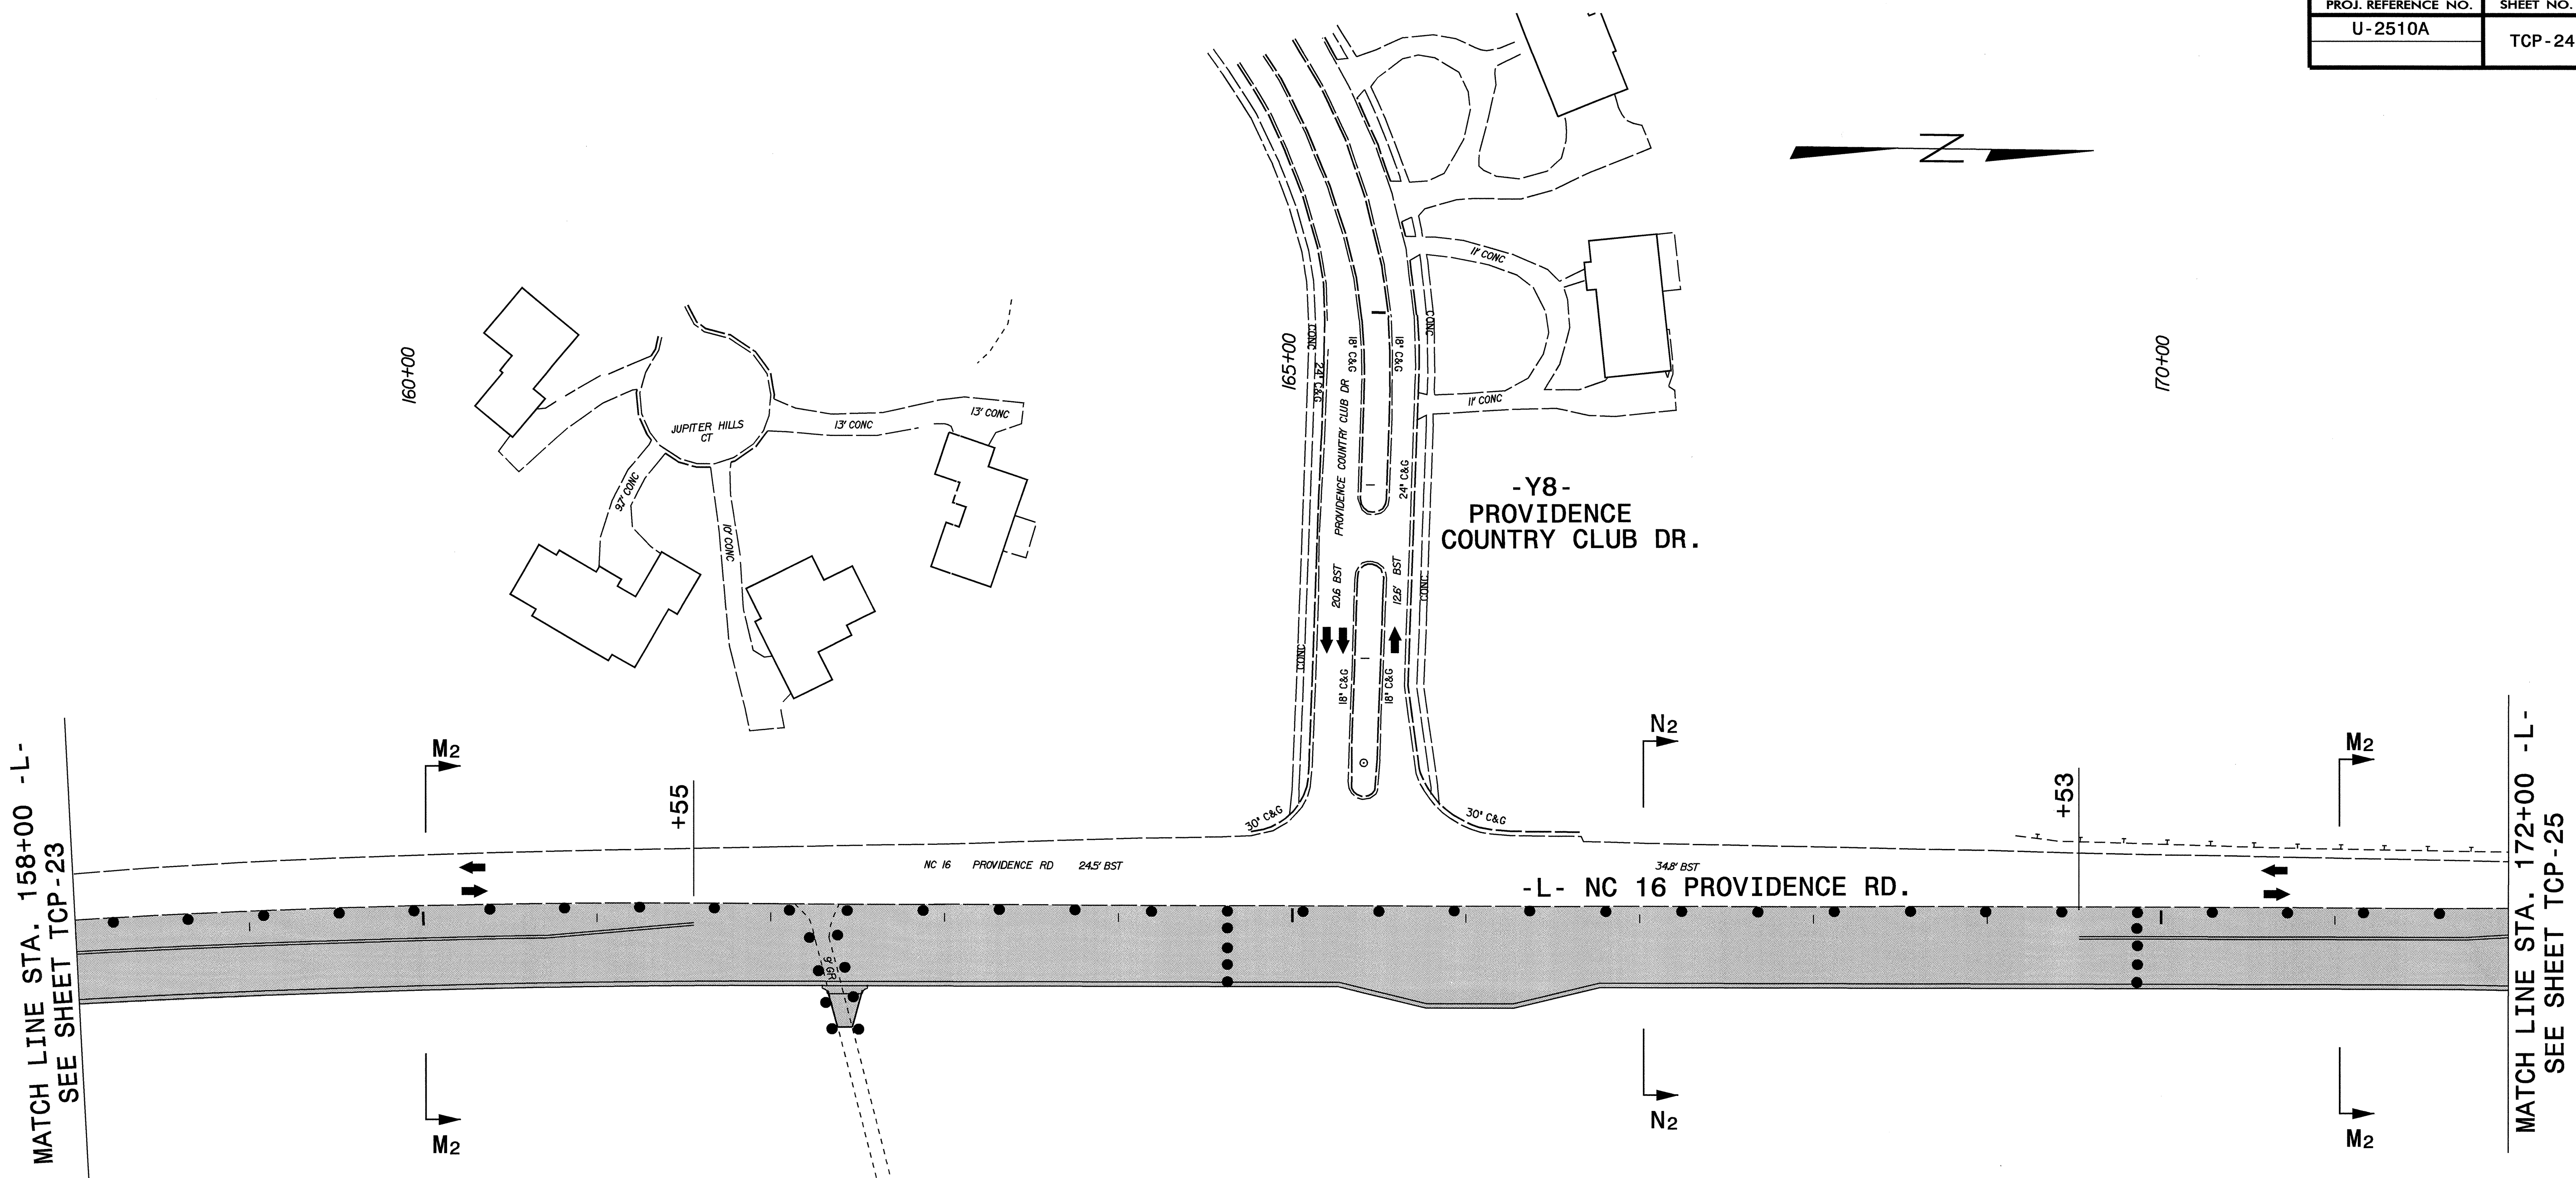 PROJ. REFERENCE NO.
SHEET NO.
U-2510A
TCP-24
N
11' CONC
11' CONC
160+00
165+00
170+00
JUPITER HILLS
CT
13' CONC
13' CONC
9.7' CONC
10' CONC
CONC
24" C&G
18" C&G
18" C&G
CONC
PROVIDENCE COUNTRY CLUB DR
24" C&G
-Y8-
PROVIDENCE
COUNTRY CLUB DR.
20.6 BST
12.6' BST
CONC
CONC
18" C&G
18" C&G
30" C&G
30" C&G
M2
N2
M2
+55
+53
NC 16 PROVIDENCE RD 24.5' BST
34.8' BST
-L- NC 16 PROVIDENCE RD.
9' GR
M2
N2
M2
MATCH LINE STA. 158+00 -L-
SEE SHEET TCP-23
MATCH LINE STA. 172+00 -L-
SEE SHEET TCP-25